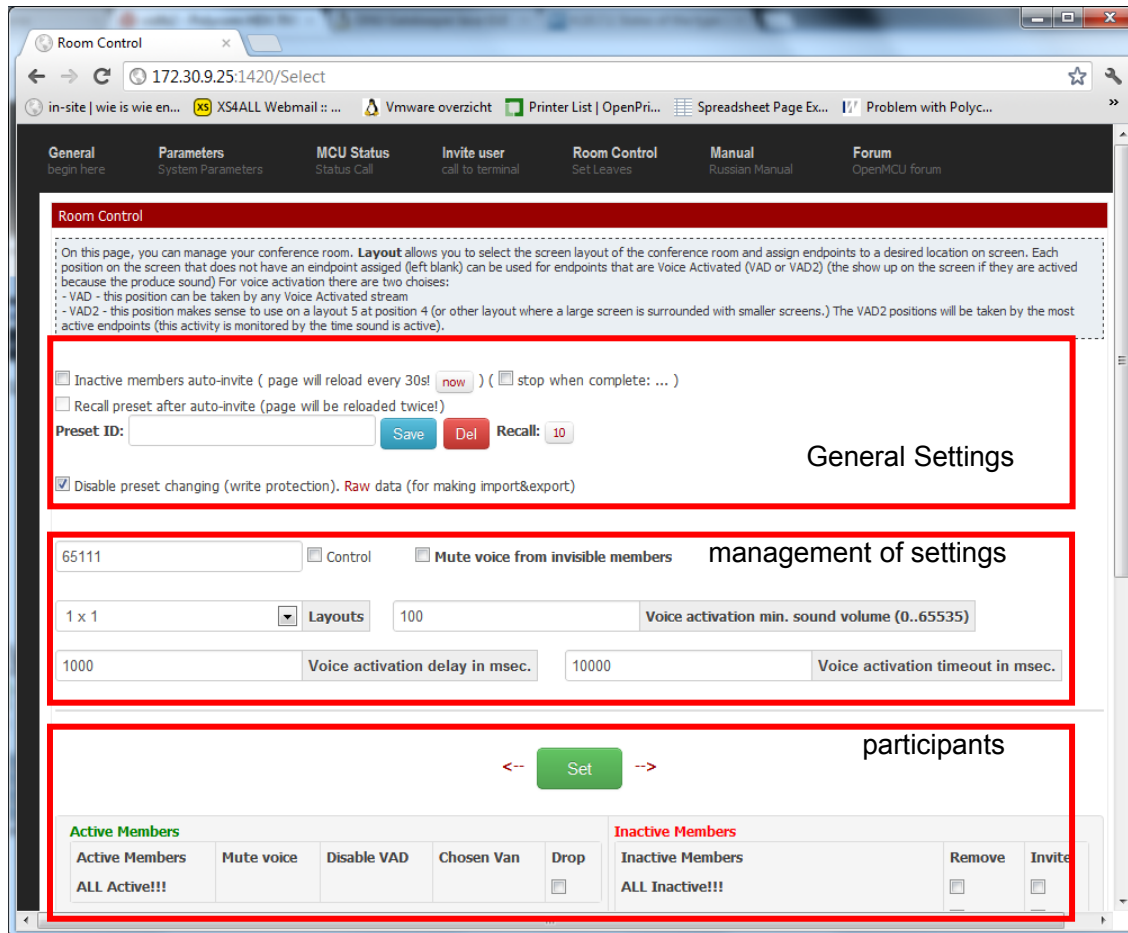 Room Control
172.30.9.25:1420/Select
in-site | wie is wie en... XS XS4ALL Webmail :: ... Vmware overzicht Printer List | OpenPri... Spreadsheet Page Ex... Problem with Polyc... »
General Parameters MCU Status Invite user Room Control Manual Forum
begin here System Parameters Status Call call to terminal Set Leaves Russian Manual OpenMCU forum
Room Control
On this page, you can manage your conference room. Layout allows you to select the screen layout of the conference room and assign endpoints to a desired location on screen. Each
position on the screen that does not have an eindpoint assiged (left blank) can be used for endpoints that are Voice Activated (VAD or VAD2) (the show up on the screen if they are actived
because the produce sound) For voice activation there are two choises:
- VAD - this position can be taken by any Voice Activated stream
- VAD2 - this position makes sense to use on a layout 5 at position 4 (or other layout where a large screen is surrounded with smaller screens.) The VAD2 positions will be taken by the most
active endpoints (this activity is monitored by the time sound is active).
Inactive members auto-invite ( page will reload every 30s! now ) ( stop when complete: ... )
Recall preset after auto-invite (page will be reloaded twice!)
Preset ID: Save Del Recall: 10
General Settings
Disable preset changing (write protection). Raw data (for making import&export)
management of settings
65111 Control Mute voice from invisible members
1 x 1 Layouts 100 Voice activation min. sound volume (0..65535)
1000 Voice activation delay in msec. 10000 Voice activation timeout in msec.
participants
<-- Set -->
Active Members Inactive Members
Active Members Mute voice Disable VAD Chosen Van Drop Inactive Members Remove Invite
ALL Active!!! ALL Inactive!!!